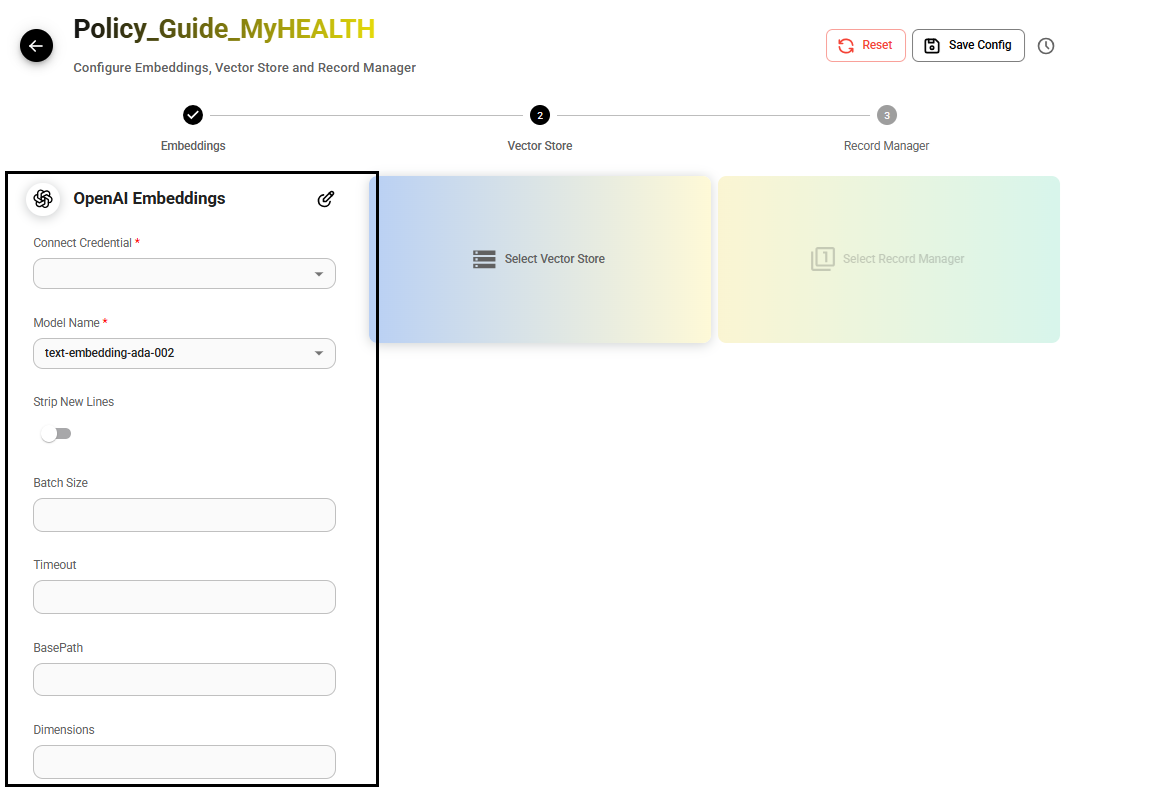 Policy_Guide_MyHEALTH
Configure Embeddings, Vector Store and Record Manager
Reset
Save Config
2
3
Embeddings
Vector Store
Record Manager
OpenAI Embeddings
Connect Credential *
Model Name *
text-embedding-ada-002
Strip New Lines
Batch Size
Timeout
BasePath
Dimensions
Select Vector Store
1
Select Record Manager